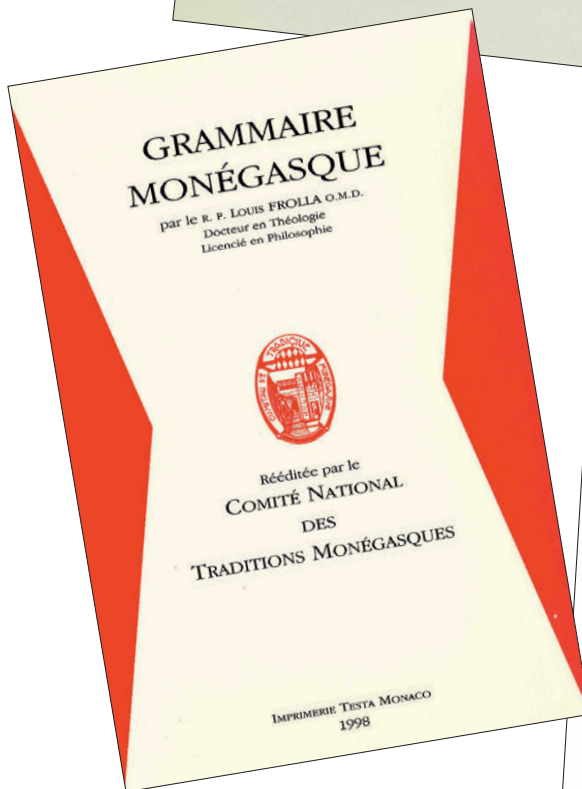 GRAMMAIRE
MONÉGASQUE
par le R. P. LOUIS FROLLA O.M.D.
Docteur en Théologie
Licencié en Philosophie
Rééditée par le
COMITÉ NATIONAL
DES
TRADITIONS MONÉGASQUES
IMPRIMERIE TESTA MONACO
1998